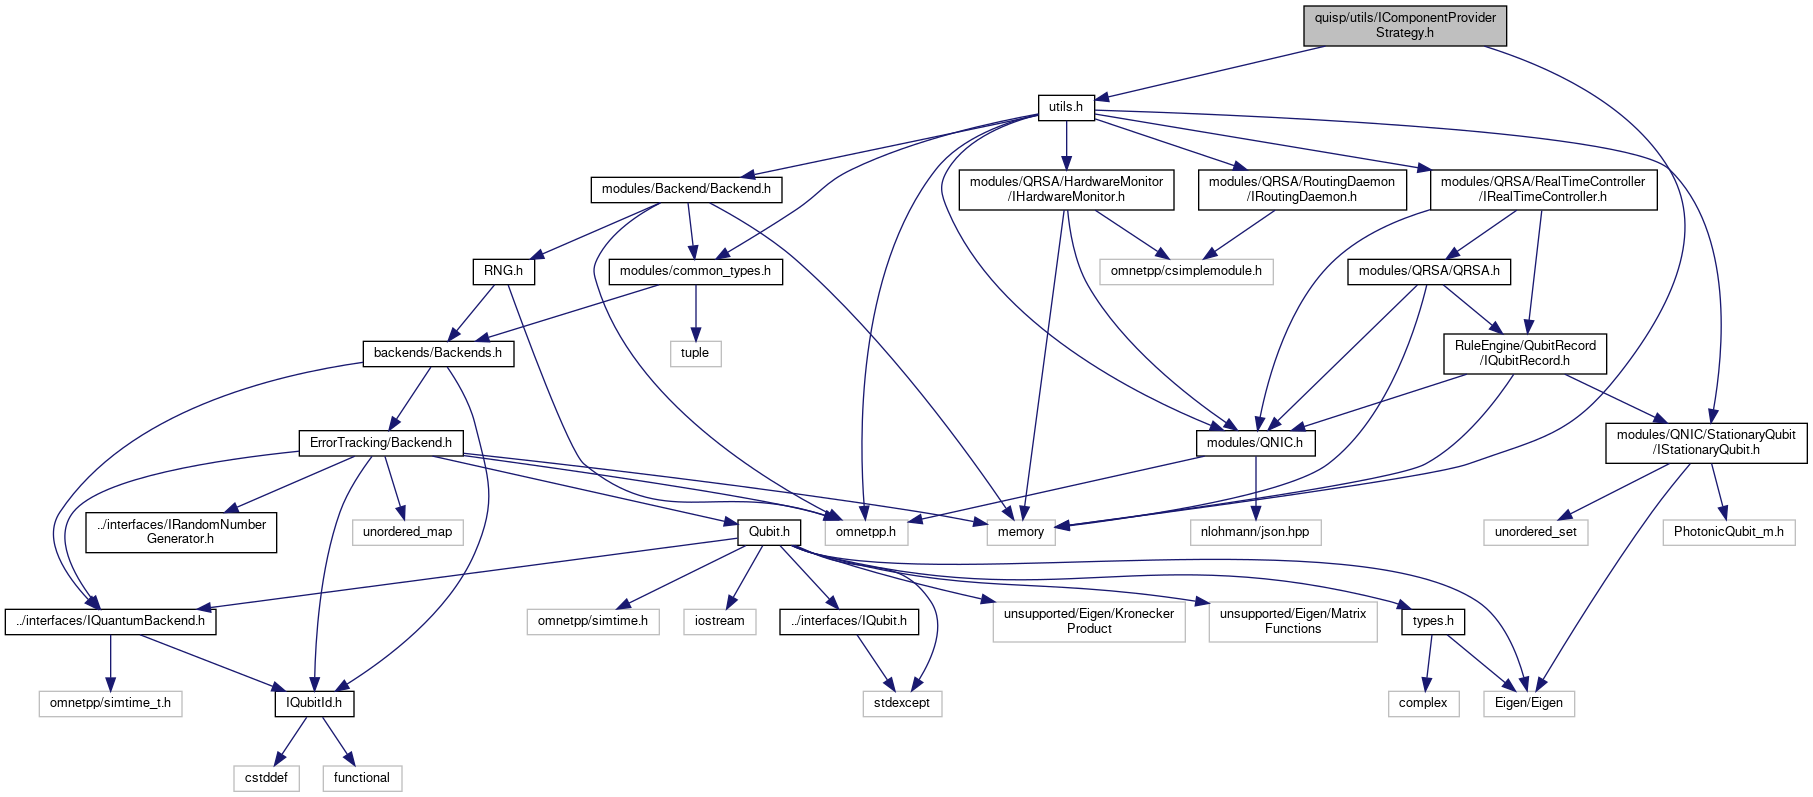 quisp/utils/IComponentProvider
Strategy.h
utils.h
modules/Backend/Backend.h
modules/QRSA/HardwareMonitor
/IHardwareMonitor.h
modules/QRSA/RoutingDaemon
/IRoutingDaemon.h
modules/QRSA/RealTimeController
/IRealTimeController.h
RNG.h
modules/common_types.h
omnetpp/csimplemodule.h
modules/QRSA/QRSA.h
backends/Backends.h
tuple
RuleEngine/QubitRecord
/IQubitRecord.h
ErrorTracking/Backend.h
modules/QNIC.h
modules/QNIC/StationaryQubit
/IStationaryQubit.h
../interfaces/IRandomNumber
Generator.h
unordered_map
Qubit.h
omnetpp.h
memory
nlohmann/json.hpp
unordered_set
PhotonicQubit_m.h
../interfaces/IQuantumBackend.h
omnetpp/simtime.h
iostream
../interfaces/IQubit.h
unsupported/Eigen/Kronecker
Product
unsupported/Eigen/Matrix
Functions
types.h
omnetpp/simtime_t.h
IQubitId.h
stdexcept
complex
Eigen/Eigen
cstddef
functional